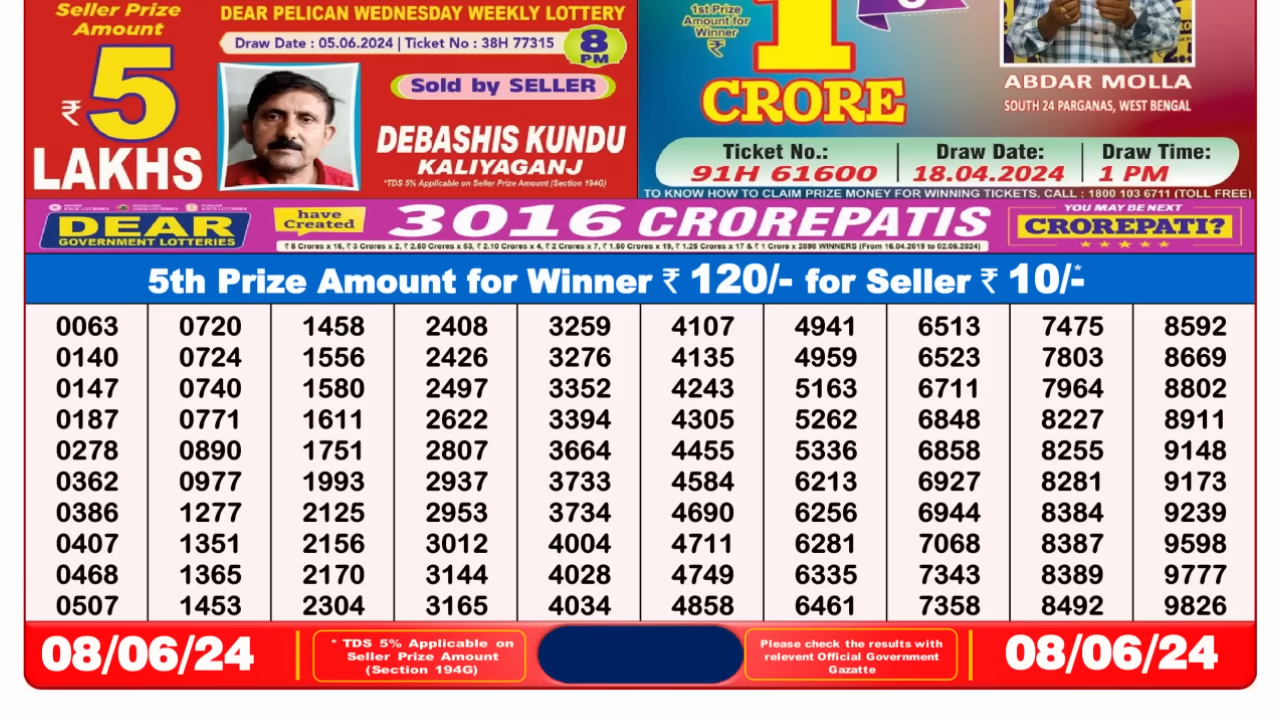 Seller Prize
Amount
₹ 5
LAKHS
DEAR PELICAN WEDNESDAY WEEKLY LOTTERY
Draw Date : 05.06.2024 | Ticket No : 38H 77315
8
PM
Sold by SELLER
DEBASHIS KUNDU
KALIYAGANJ
*TDS 5% Applicable on Seller Prize Amount (Section 194G)
1st Prize
Amount for
Winner
₹
1
CRORE
ABDAR MOLLA
SOUTH 24 PARGANAS, WEST BENGAL
Ticket No.: Draw Date: Draw Time:
91H 61600 18.04.2024 1 PM
TO KNOW HOW TO CLAIM PRIZE MONEY FOR WINNING TICKETS. CALL : 1800 103 6711 (TOLL FREE)
DEAR
GOVERNMENT LOTTERIES
have
Created
3016 CROREPATIS
YOU MAY BE NEXT
CROREPATI?
5th Prize Amount for Winner ₹ 120/- for Seller ₹ 10/-*
0063 0720 1458 2408 3259 4107 4941 6513 7475 8592
0140 0724 1556 2426 3276 4135 4959 6523 7803 8669
0147 0740 1580 2497 3352 4243 5163 6711 7964 8802
0187 0771 1611 2622 3394 4305 5262 6848 8227 8911
0278 0890 1751 2807 3664 4455 5336 6858 8255 9148
0362 0977 1993 2937 3733 4584 6213 6927 8281 9173
0386 1277 2125 2953 3734 4690 6256 6944 8384 9239
0407 1351 2156 3012 4004 4711 6281 7068 8387 9598
0468 1365 2170 3144 4028 4749 6335 7343 8389 9777
0507 1453 2304 3165 4034 4858 6461 7358 8492 9826
08/06/24
* TDS 5% Applicable on
Seller Prize Amount
(Section 194G)
Please check the results with
relevent Official Government
Gazatte
08/06/24